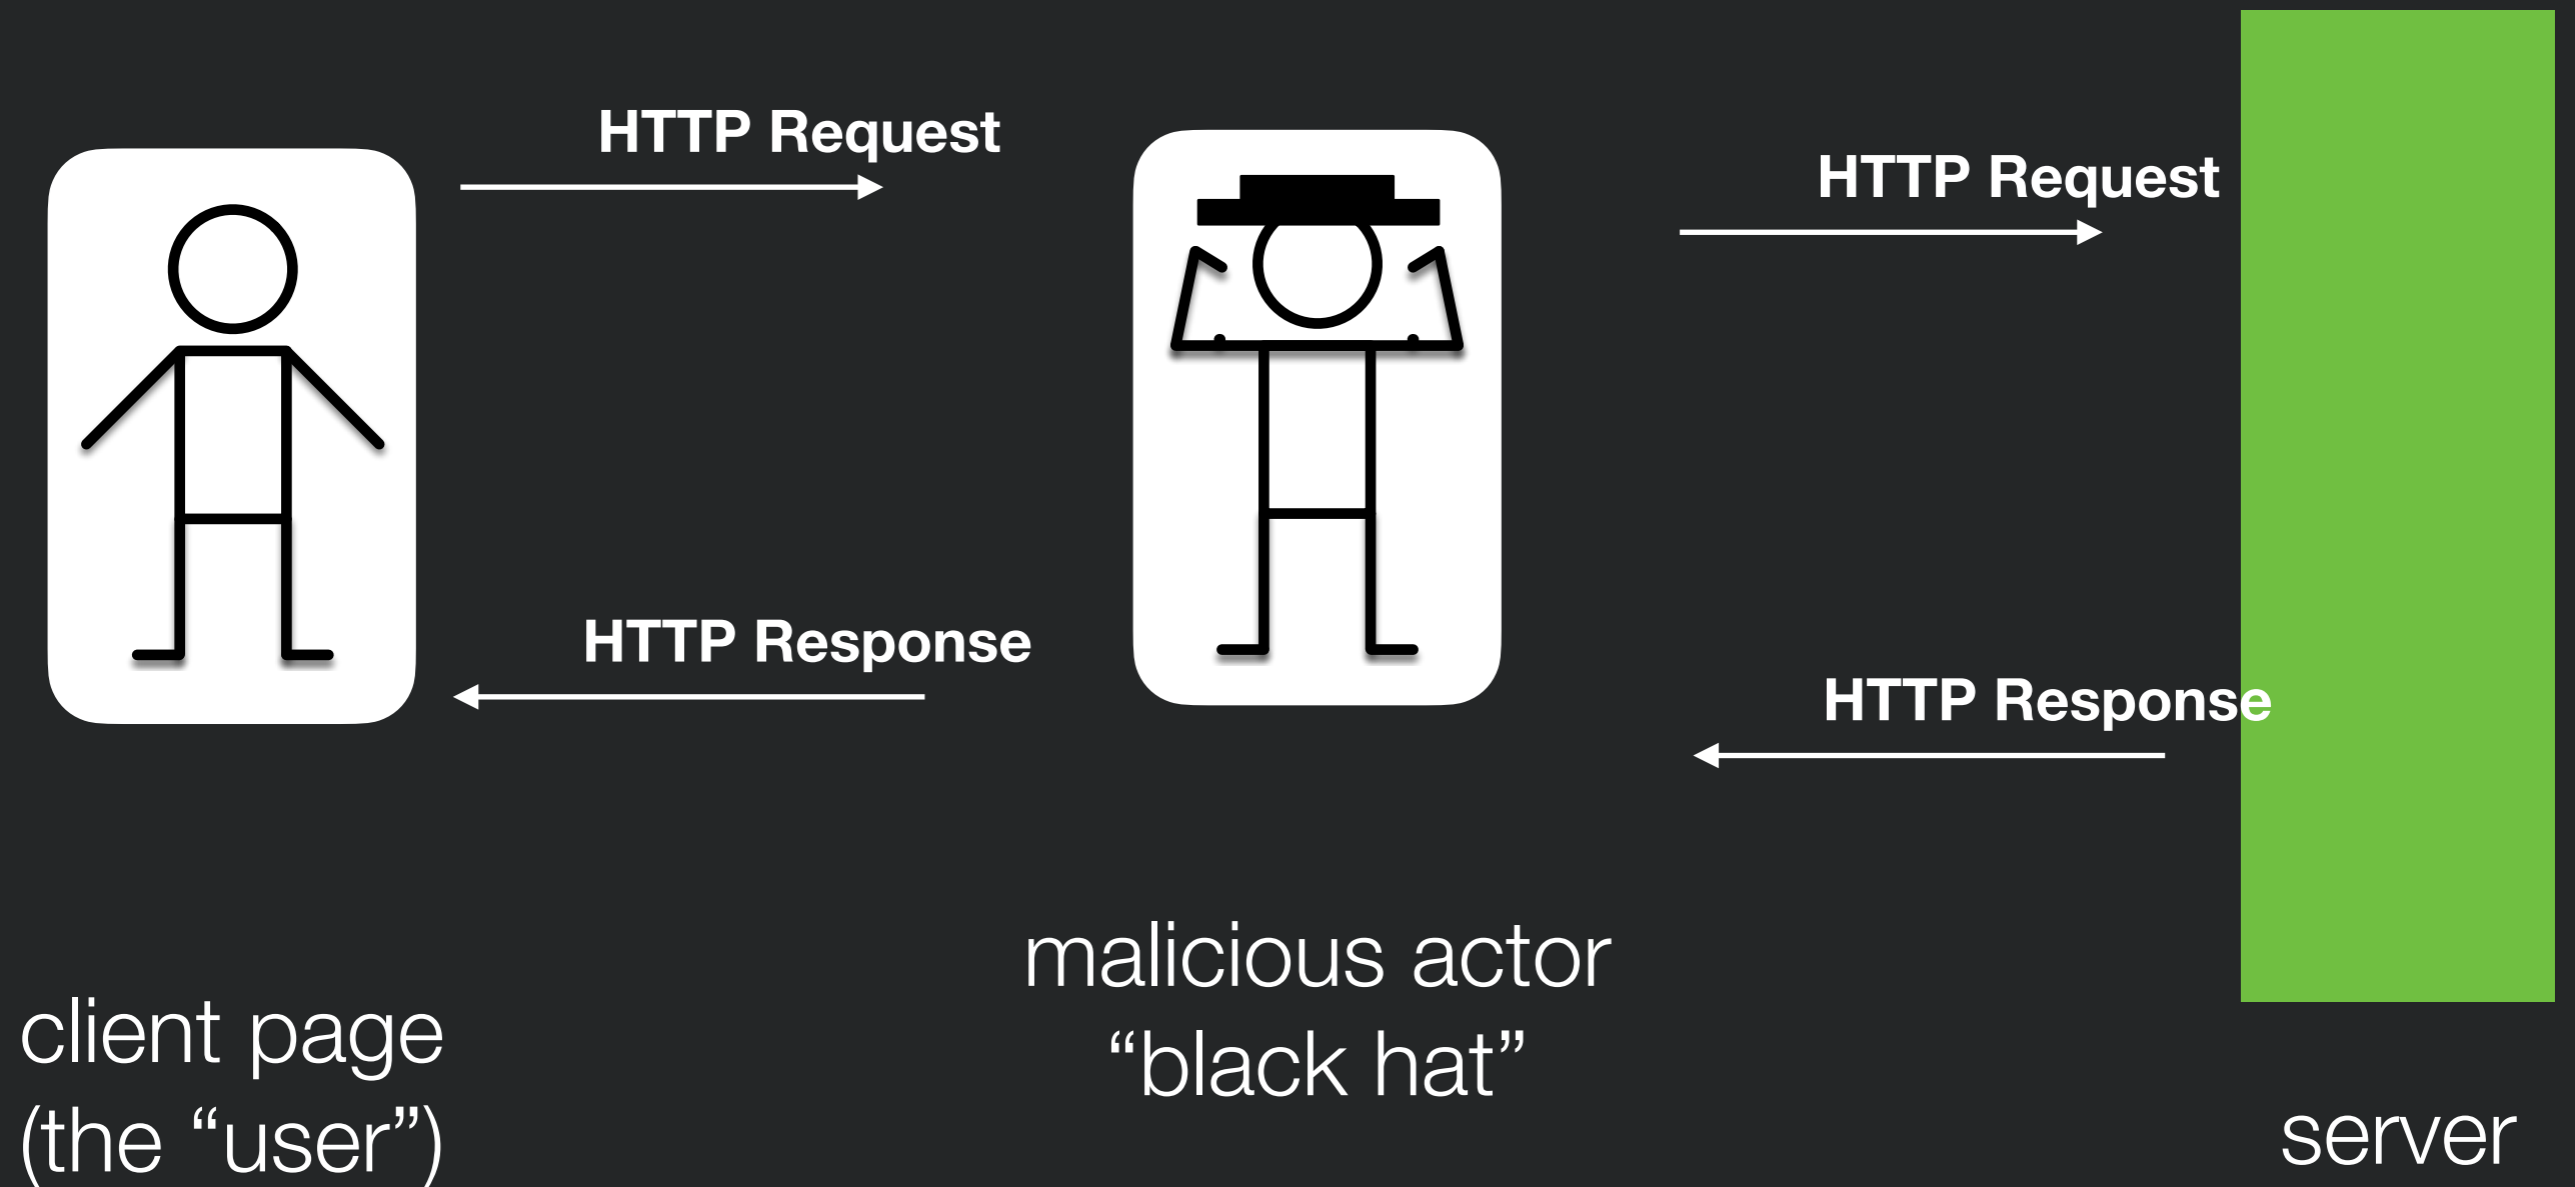 HTTP Request
HTTP Request
HTTP Response
HTTP Response
client page
(the “user”)
malicious actor
“black hat”
server